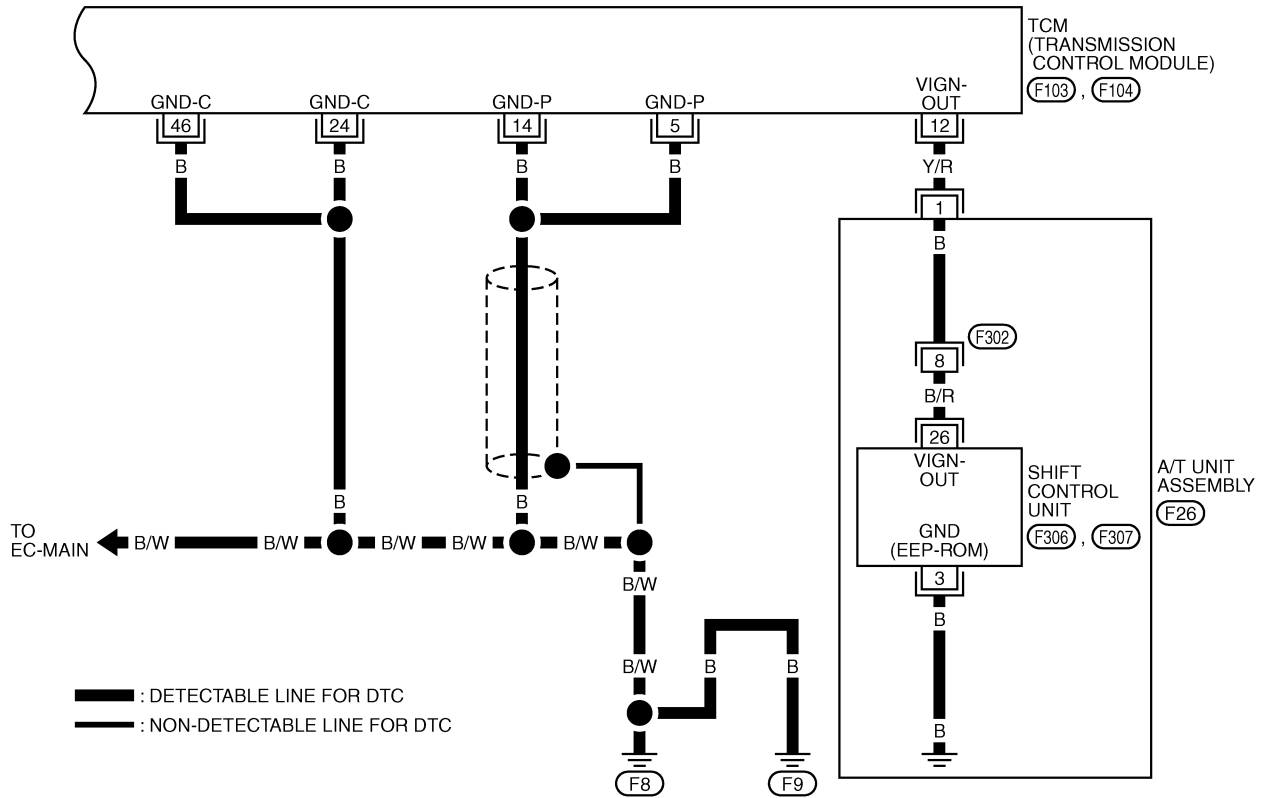 TCM
(TRANSMISSION
CONTROL MODULE)
F103 , F104
GND-C
GND-C
GND-P
GND-P
VIGN-
OUT
46
24
14
5
12
B
B
B
B
Y/R
1
B
F302
8
B/R
26
VIGN-
OUT
SHIFT
CONTROL
UNIT
F306 , F307
GND
(EEP-ROM)
A/T UNIT
ASSEMBLY
F26
3
B
B
B
B
TO
EC-MAIN
B/W
B/W
B/W
B/W
B/W
B/W
B/W
B
B
: DETECTABLE LINE FOR DTC
: NON-DETECTABLE LINE FOR DTC
F8
F9